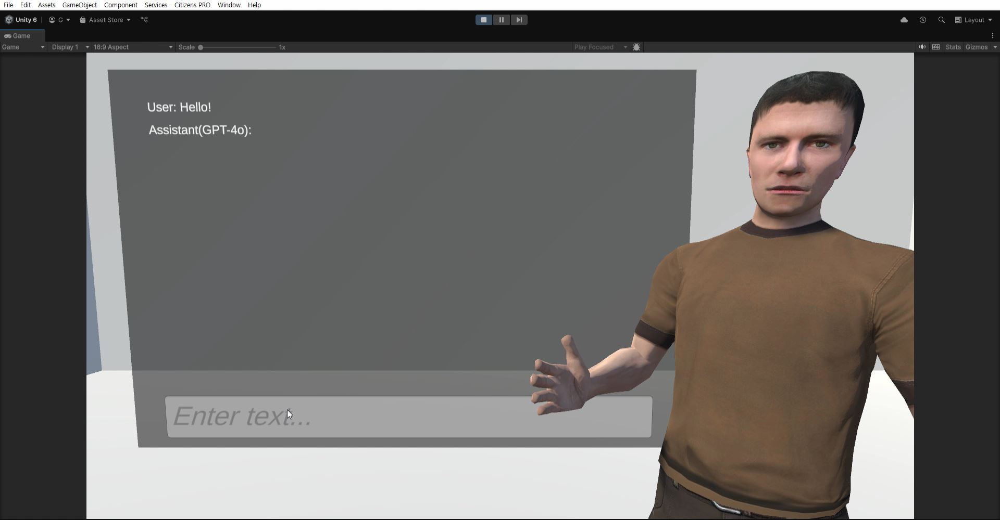 File Edit Assets GameObject Component Services Citizens PRO Window Help
Unity 6 G Asset Store Layout
Game
Game Display 1 16:9 Aspect Scale 1x Play Focused Stats Gizmos
User: Hello!
Assistant(GPT-4o):
Enter text...